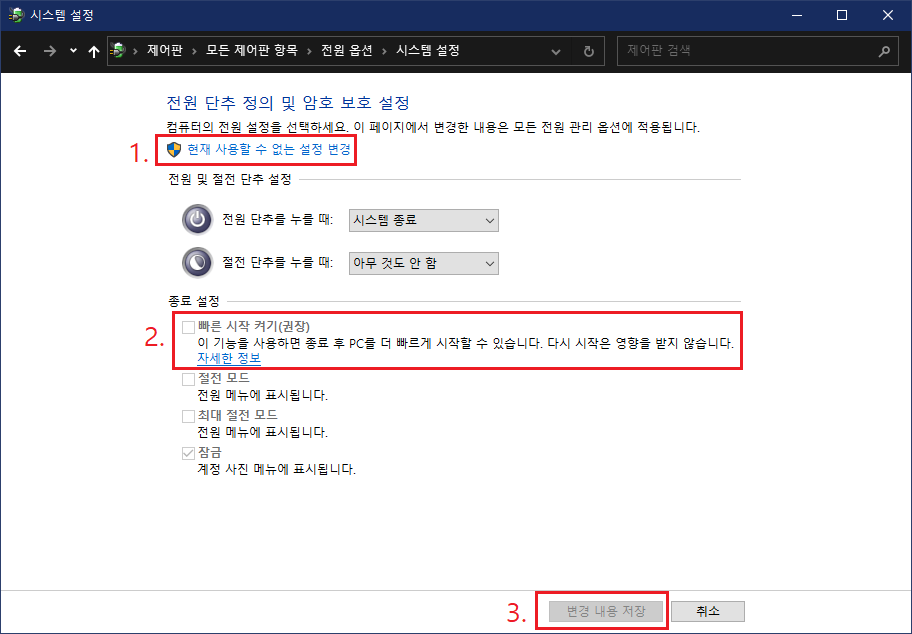 시스템 설정
제어판 › 모든 제어판 항목 › 전원 옵션 › 시스템 설정
제어판 검색
전원 단추 정의 및 암호 보호 설정
컴퓨터의 전원 설정을 선택하세요. 이 페이지에서 변경한 내용은 모든 전원 관리 옵션에 적용됩니다.
1. 현재 사용할 수 없는 설정 변경
전원 및 절전 단추 설정
전원 단추를 누를 때: 시스템 종료
절전 단추를 누를 때: 아무 것도 안 함
종료 설정
2. 빠른 시작 켜기(권장)
이 기능을 사용하면 종료 후 PC를 더 빠르게 시작할 수 있습니다. 다시 시작은 영향을 받지 않습니다.
자세한 정보
절전 모드
전원 메뉴에 표시됩니다.
최대 절전 모드
전원 메뉴에 표시됩니다.
잠금
계정 사진 메뉴에 표시됩니다.
3. 변경 내용 저장 취소